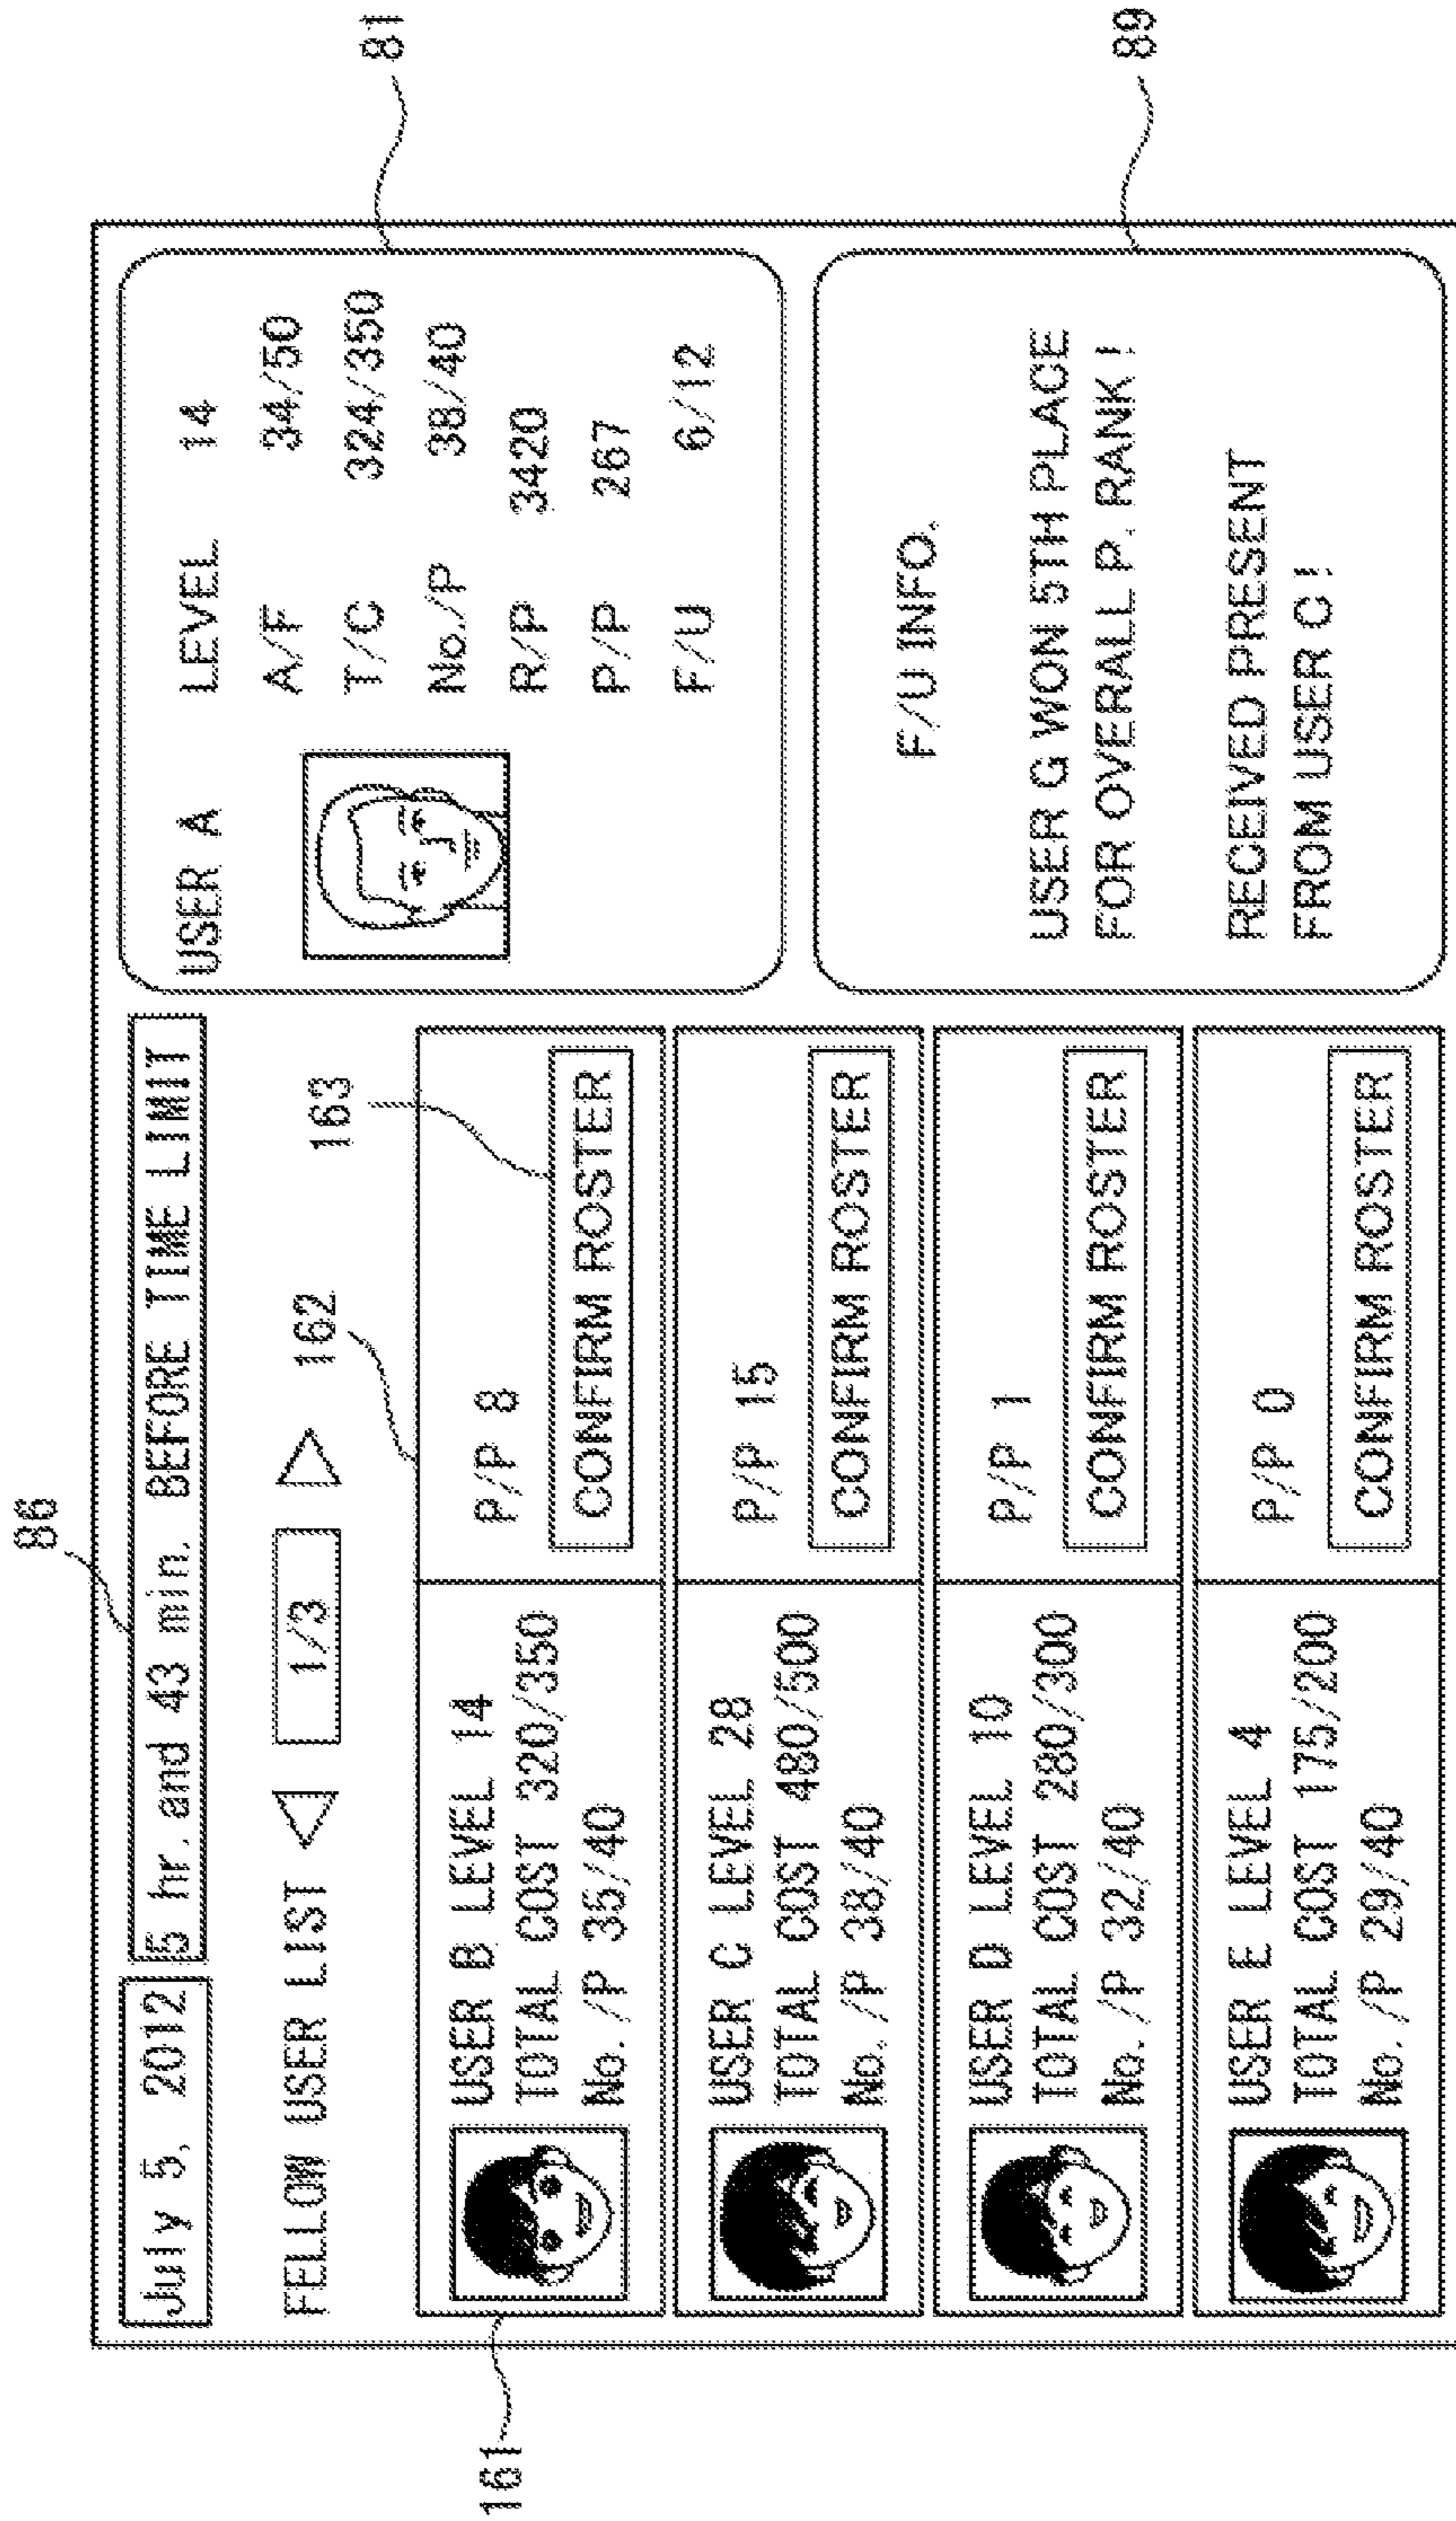 86
July 5, 2012
5 hr. and 43 min. BEFORE TIME LIMIT
FELLOW USER LIST ◁ 1/3 ▷
162
163
161
USER B LEVEL 14
TOTAL COST 320/350
No./P 35/40
P/P 8
CONFIRM ROSTER
USER C LEVEL 28
TOTAL COST 480/500
No./P 38/40
P/P 15
CONFIRM ROSTER
USER D LEVEL 10
TOTAL COST 280/300
No./P 32/40
P/P 1
CONFIRM ROSTER
USER E LEVEL 4
TOTAL COST 175/200
No./P 29/40
P/P 0
CONFIRM ROSTER
81
USER A LEVEL 14
A/F 34/50
T/C 324/350
No./P 38/40
R/P 3420
P/P 267
F/U 6/12
89
F/U INFO.
USER G WON 5TH PLACE
FOR OVERALL P. RANK !
RECEIVED PRESENT
FROM USER C !